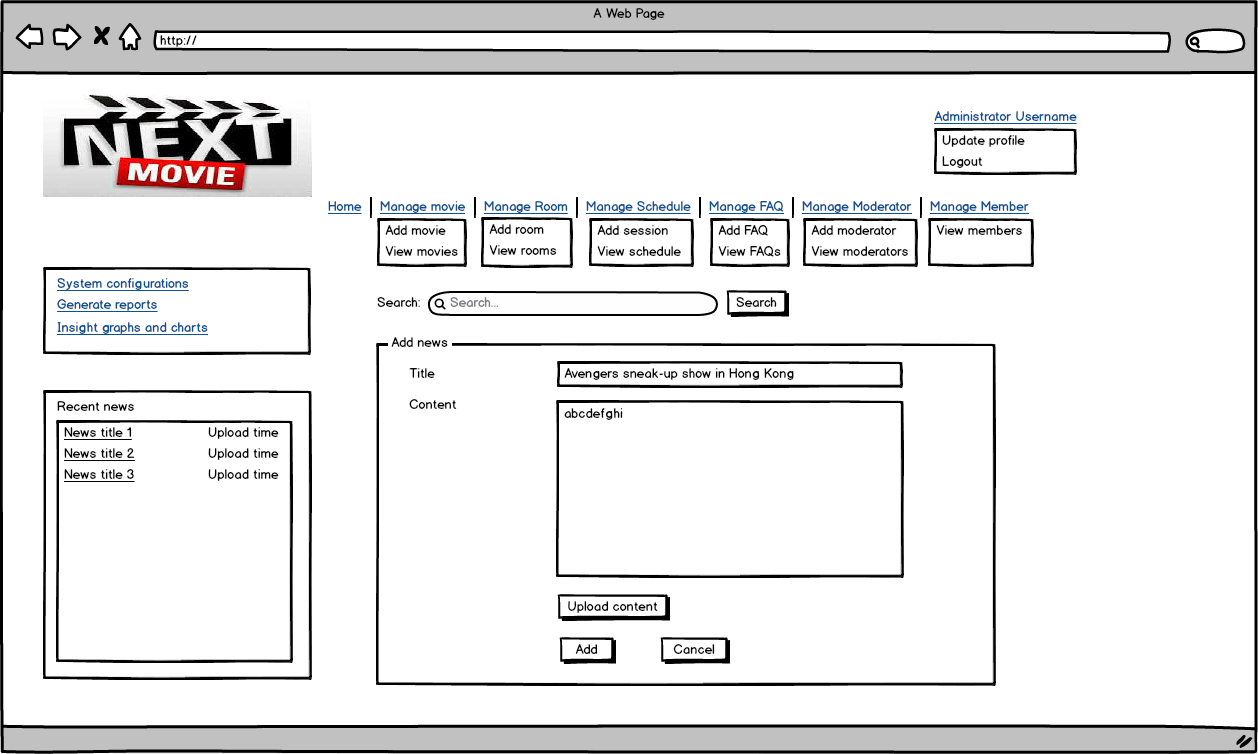 A Web Page
http://
NEXT
MOVIE
Administrator Username
Update profile
Logout
Home Manage movie Manage Room Manage Schedule Manage FAQ Manage Moderator Manage Member
Add movie Add room Add session Add FAQ Add moderator View members
View movies View rooms View schedule View FAQs View moderators
System configurations
Generate reports
Insight graphs and charts
Search: Search... Search
Add news
Title Avengers sneak-up show in Hong Kong
Content abcdefghi
Recent news
News title 1 Upload time
News title 2 Upload time
News title 3 Upload time
Upload content
Add Cancel